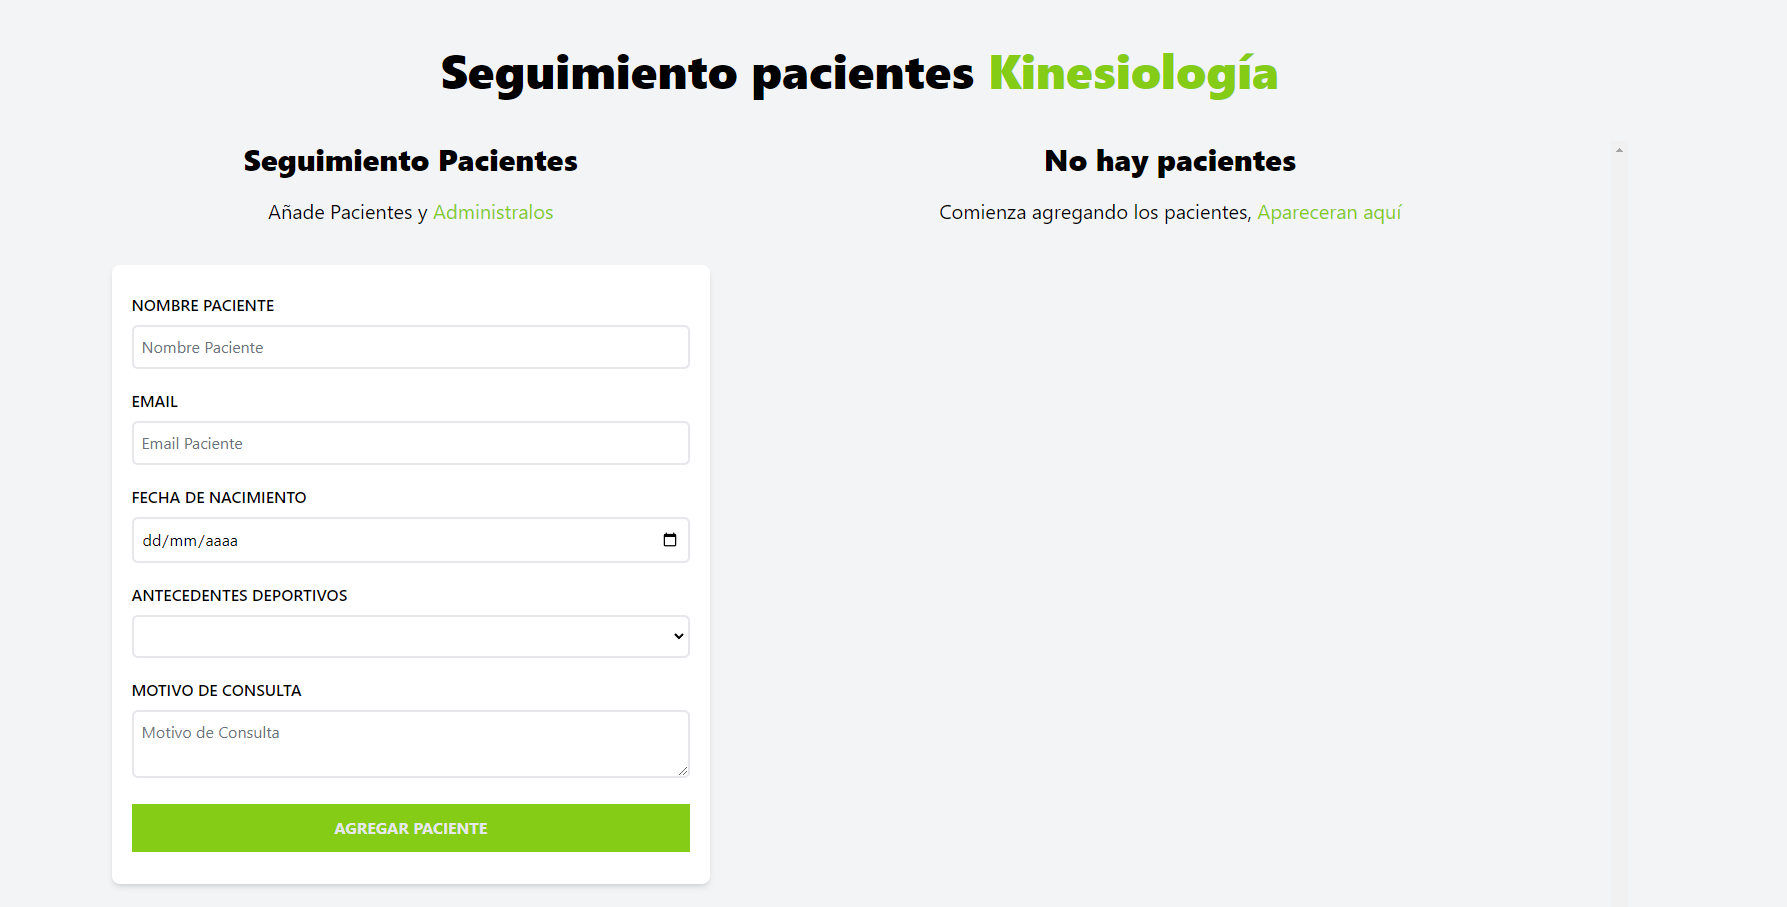 Seguimiento pacientes Kinesiología
Seguimiento Pacientes
Añade Pacientes y Administralos
NOMBRE PACIENTE
Nombre Paciente
EMAIL
Email Paciente
FECHA DE NACIMIENTO
dd/mm/aaaa
ANTECEDENTES DEPORTIVOS
MOTIVO DE CONSULTA
Motivo de Consulta
AGREGAR PACIENTE
No hay pacientes
Comienza agregando los pacientes, Apareceran aquí